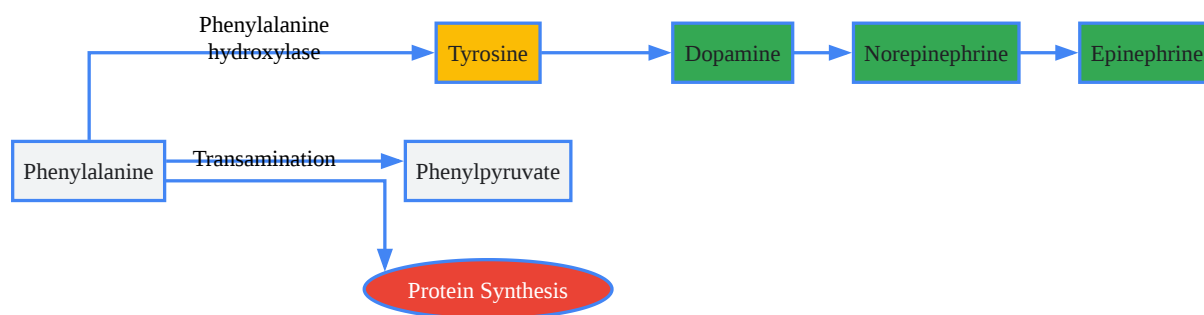 Phenylalanine
hydroxylase
Tyrosine
Dopamine
Norepinephrine
Epinephrine
Phenylalanine
Transamination
Phenylpyruvate
Protein Synthesis